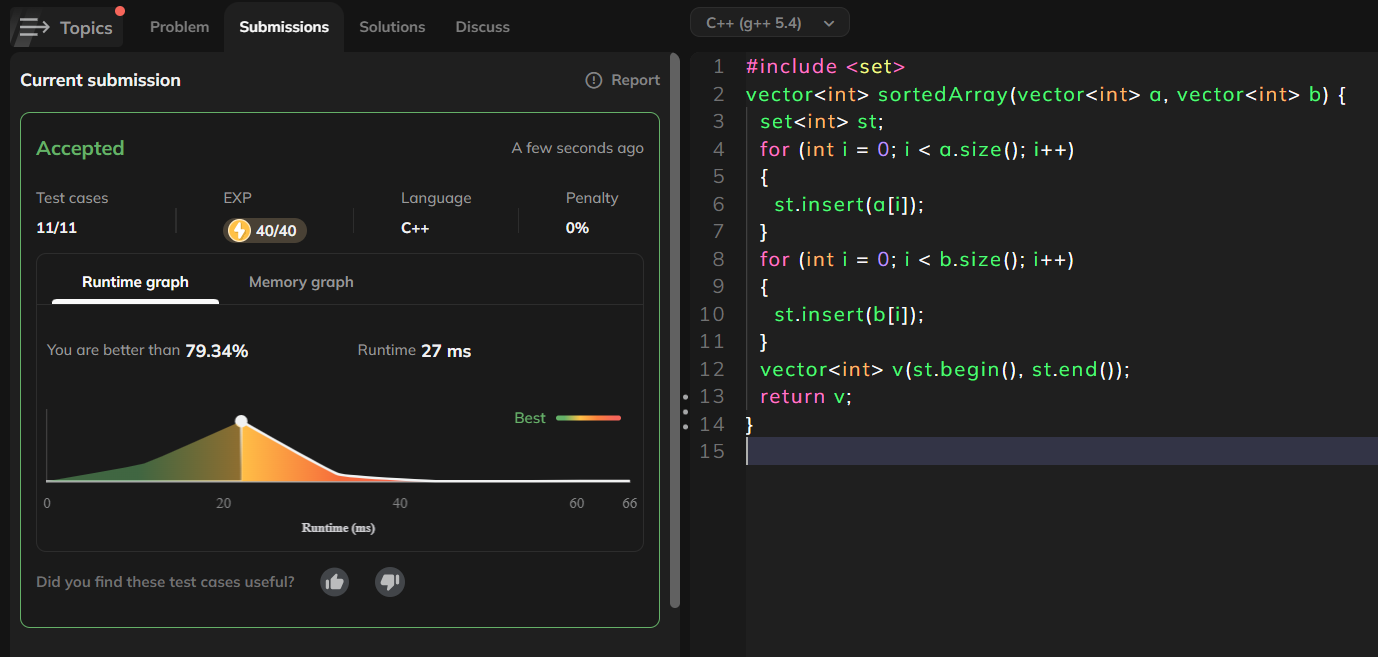 Topics
Problem
Submissions
Solutions
Discuss
Current submission
Report
Accepted
A few seconds ago
Test cases
EXP
Language
Penalty
11/11
40/40
C++
0%
Runtime graph
Memory graph
You are better than 79.34%
Runtime 27 ms
Best
0 20 40 60 66
Runtime (ms)
Did you find these test cases useful?
C++ (g++ 5.4)
1 #include <set>
2 vector<int> sortedArray(vector<int> a, vector<int> b) {
3 set<int> st;
4 for (int i = 0; i < a.size(); i++)
5 {
6 st.insert(a[i]);
7 }
8 for (int i = 0; i < b.size(); i++)
9 {
10 st.insert(b[i]);
11 }
12 vector<int> v(st.begin(), st.end());
13 return v;
14 }
15